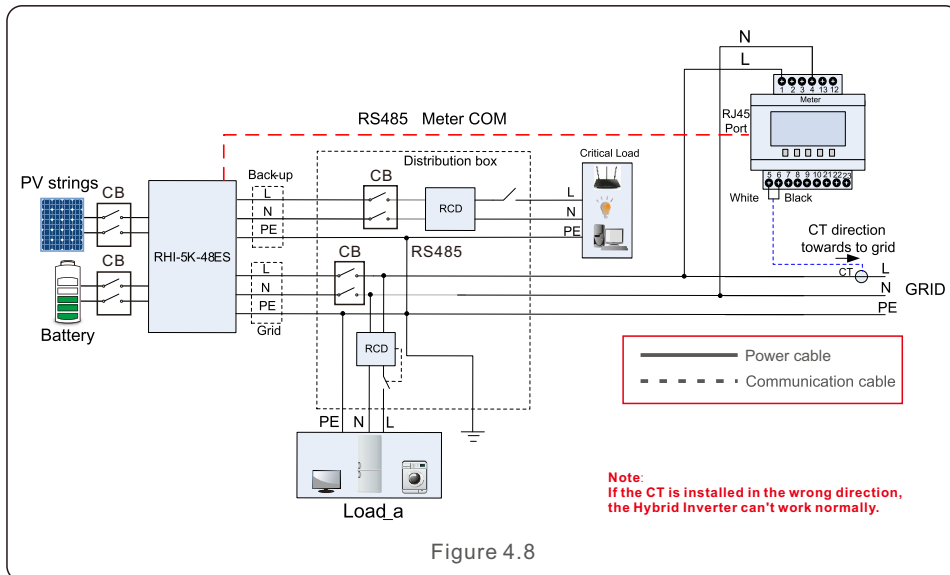 N
L
1 2 3 4 13 12
Meter
RJ45
Port
5 6 7 8 9 10 21 22 23
White
Black
CT direction
towards to grid
CT
L
N
GRID
PE
RS485 Meter COM
Distribution box
Critical Load
PV strings
CB
Back-up
L
N
PE
CB
RCD
L
N
PE
RS485
RHI-5K-48ES
CB
Battery
CB
L
N
PE
Grid
RCD
PE N L
Load_a
Power cable
Communication cable
Note:
If the CT is installed in the wrong direction,
the Hybrid Inverter can't work normally.
Figure 4.8